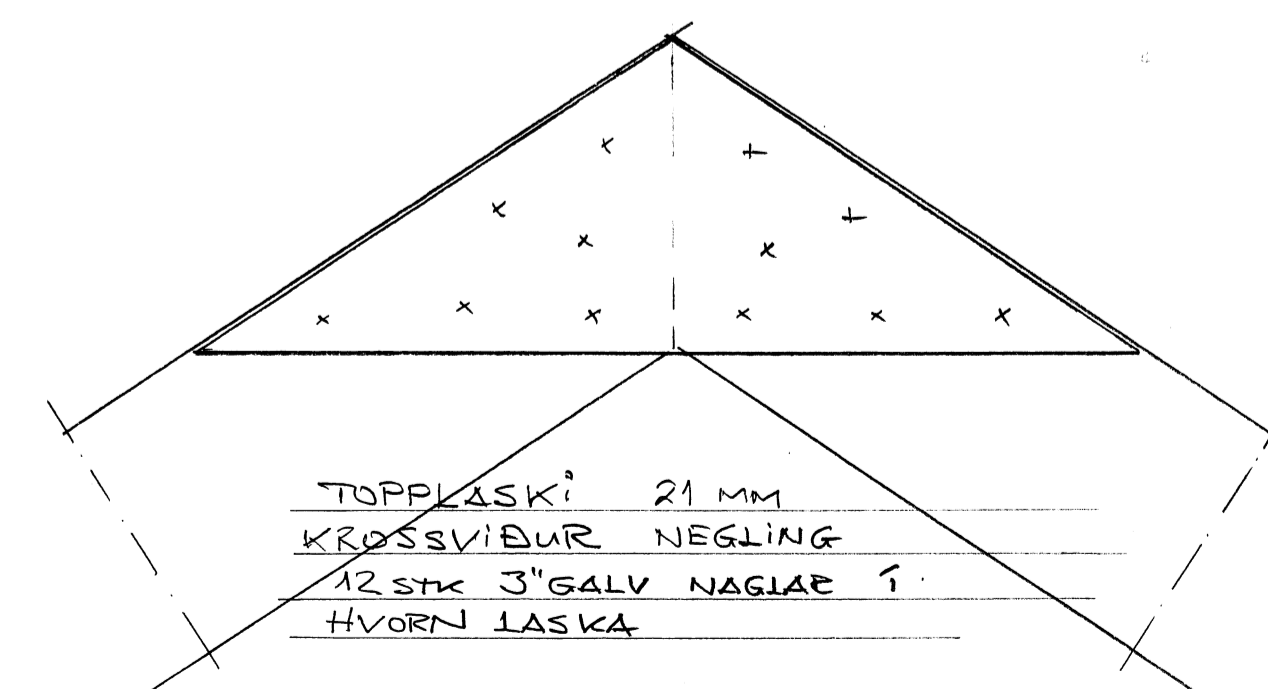 TOPPLASKi 21 MM
KROSSViÐUR NEGLiNG
12 STK 3" GALV NAGLAR Í
HVORN LASKA